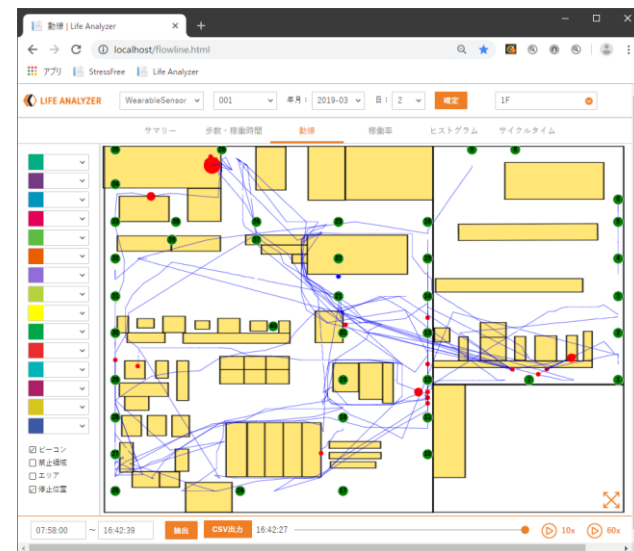 動態 | Life Analyzer
localhost/flowline.html
アプリ StressFree Life Analyzer
LIFE ANALYZER WearableSensor 001 年月: 2019-03 日: 2 確定 1F
サマリー 歩数・稼働時間 動線 稼働率 ヒストグラム サイクルタイム
ビーコン
禁止領域
エリア
停止位置
07:58:00 ~ 16:42:39 抽出 CSV出力 16:42:27 10x 60x